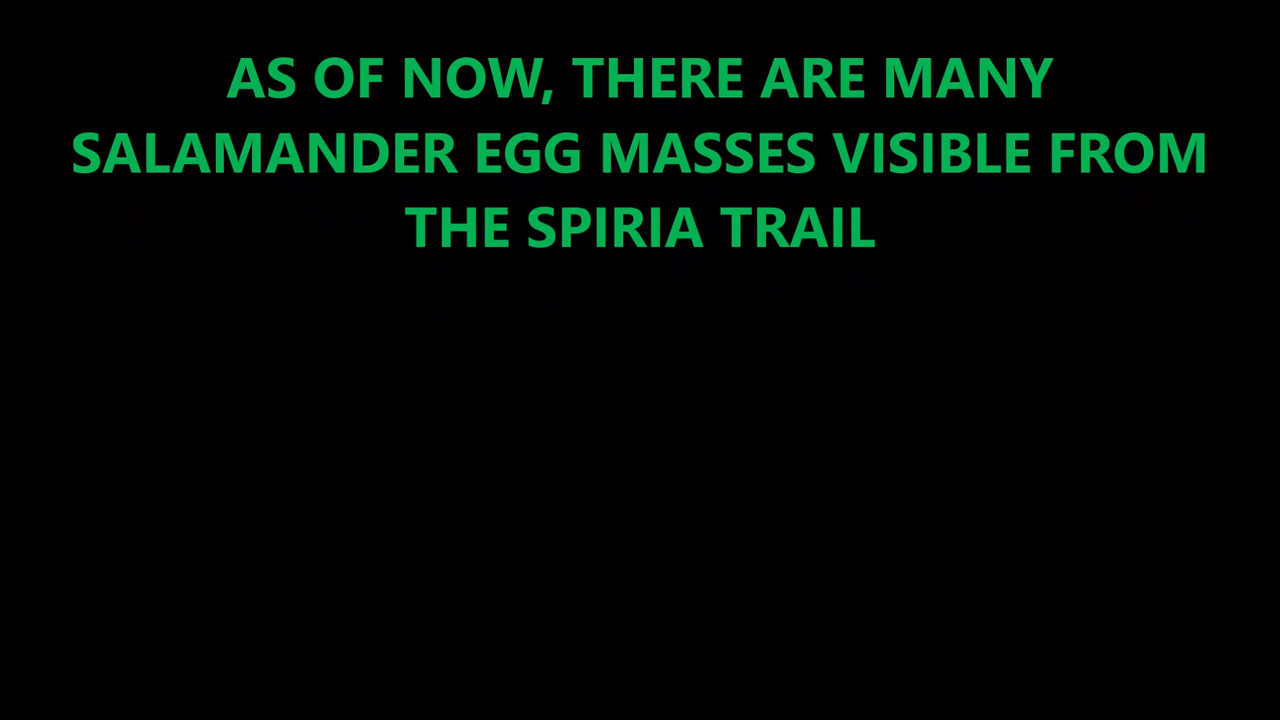 AS OF NOW, THERE ARE MANY
SALAMANDER EGG MASSES VISIBLE FROM
THE SPIRIA TRAIL